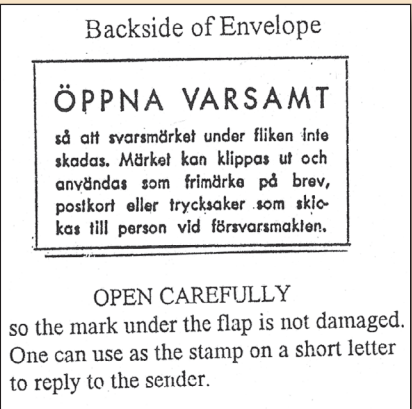 Backside of Envelope
ÖPPNA VARSAMT
så att svarsmärket under fliken inte
skadas. Märket kan klippas ut och
användas som frimärke på brev,
postkort eller trycksaker som skic-
kas till person vid försvarsmakten.
OPEN CAREFULLY
so the mark under the flap is not damaged.
One can use as the stamp on a short letter
to reply to the sender.